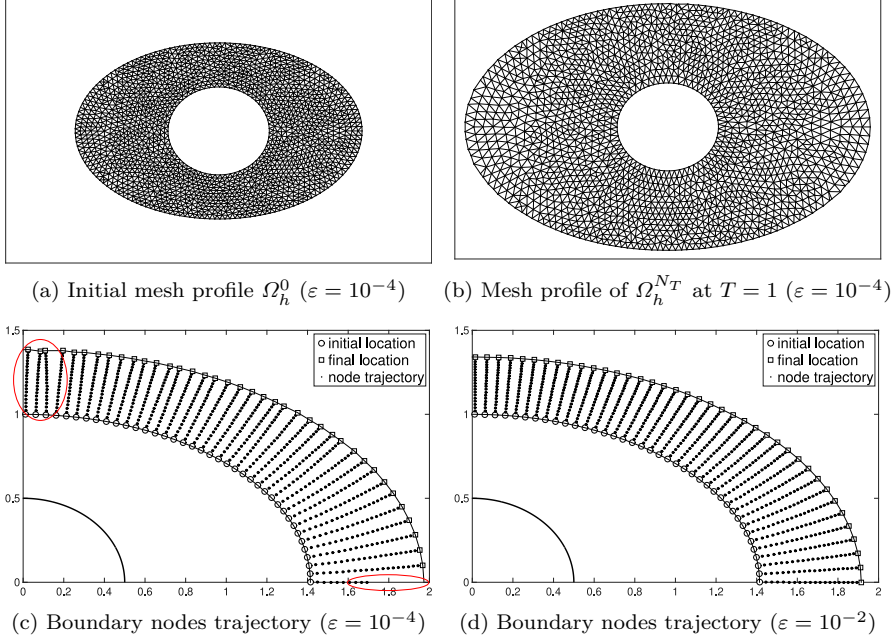 (a) Initial mesh profile Ω_h^0 (ε = 10^{-4})
(b) Mesh profile of Ω_h^{N_T} at T = 1 (ε = 10^{-4})
1.5
1
0.5
0
0 0.2 0.4 0.6 0.8 1 1.2 1.4 1.6 1.8 2
initial location
final location
node trajectory
1.5
1
0.5
0
0 0.2 0.4 0.6 0.8 1 1.2 1.4 1.6 1.8 2
initial location
final location
node trajectory
(c) Boundary nodes trajectory (ε = 10^{-4})
(d) Boundary nodes trajectory (ε = 10^{-2})